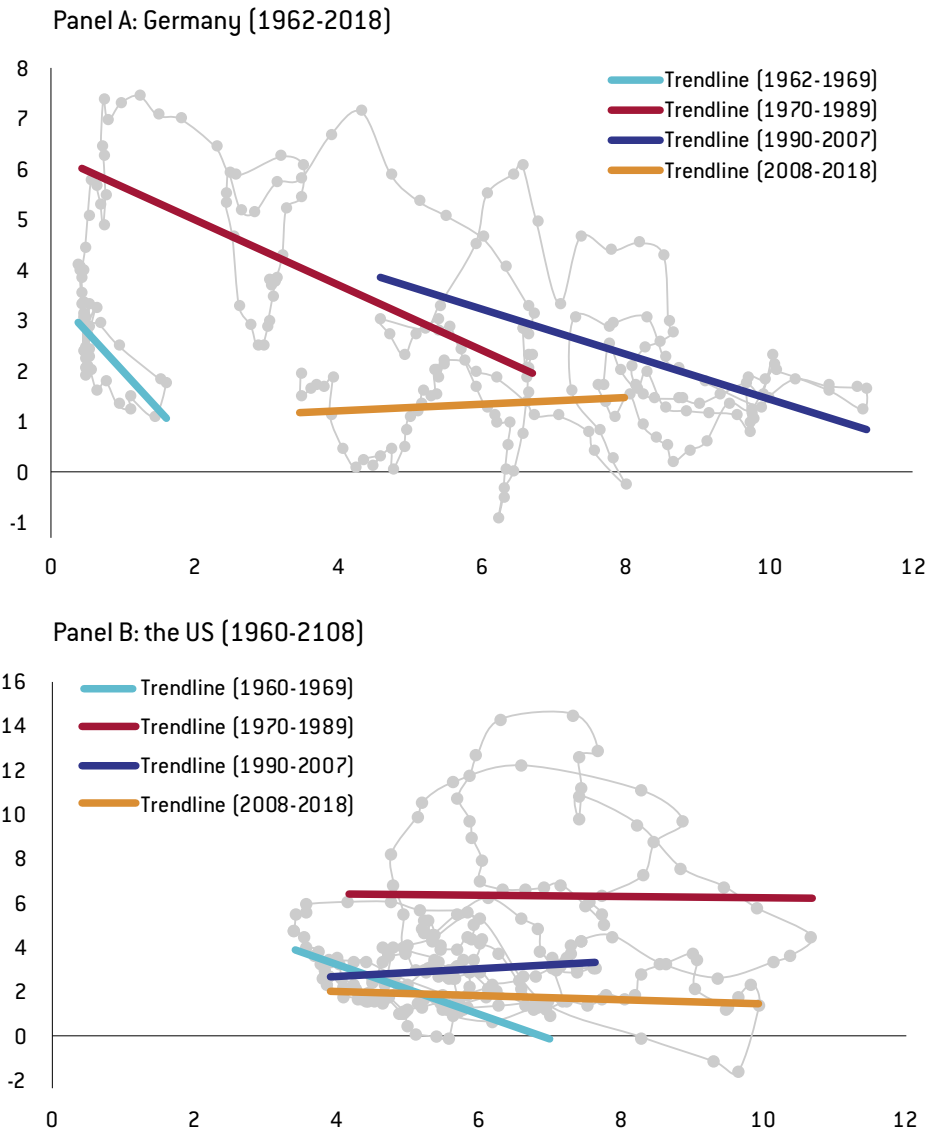 Panel A: Germany (1962-2018)
8
7
6
5
4
3
2
1
0
-1
Trendline (1962-1969)
Trendline (1970-1989)
Trendline (1990-2007)
Trendline (2008-2018)
0 2 4 6 8 10 12
Panel B: the US (1960-2108)
16
14
12
10
8
6
4
2
0
-2
Trendline (1960-1969)
Trendline (1970-1989)
Trendline (1990-2007)
Trendline (2008-2018)
0 2 4 6 8 10 12